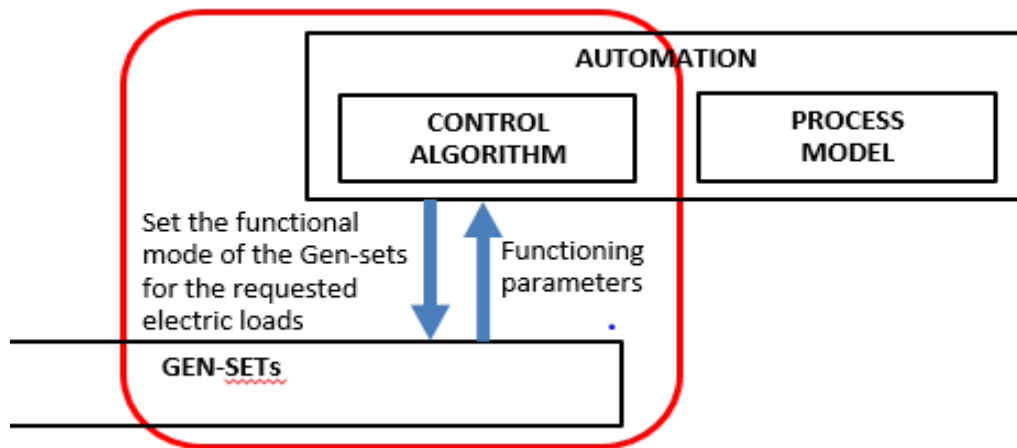 AUTOMATION
CONTROL
ALGORITHM
PROCESS
MODEL
Set the functional
mode of the Gen-sets
for the requested
electric loads
Functioning
parameters
GEN-SETs